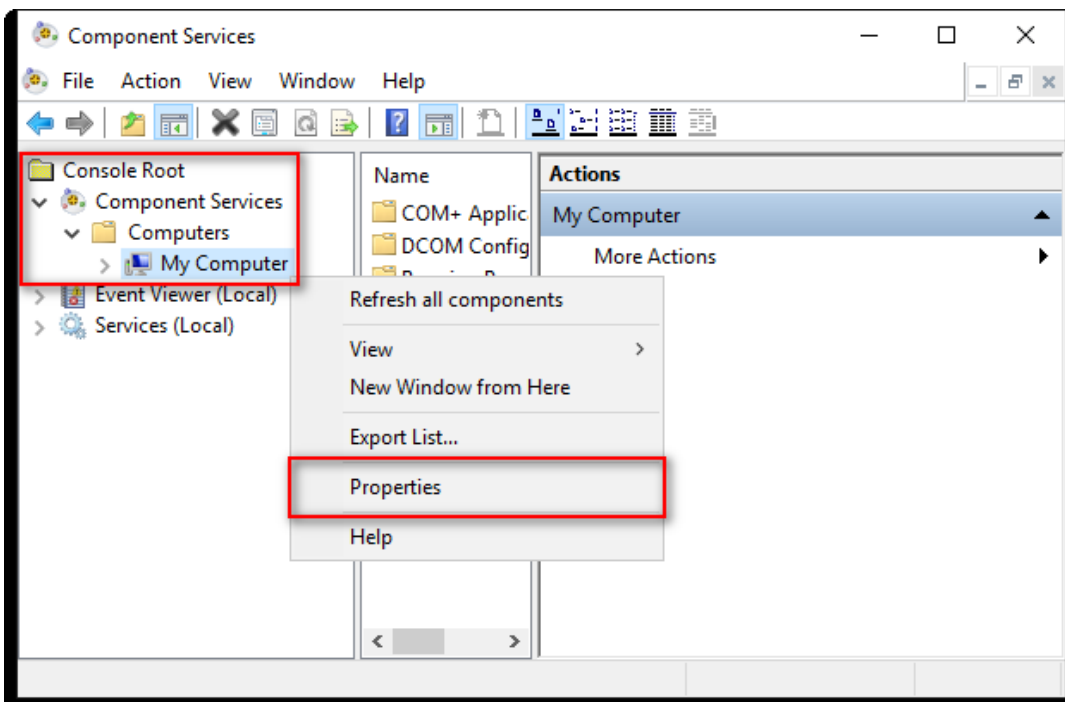 Component Services
File Action View Window Help
Console Root
Component Services
Computers
My Computer
Event Viewer (Local)
Services (Local)
Name
COM+ Applic
DCOM Config
Actions
My Computer
More Actions
Refresh all components
View
New Window from Here
Export List...
Properties
Help